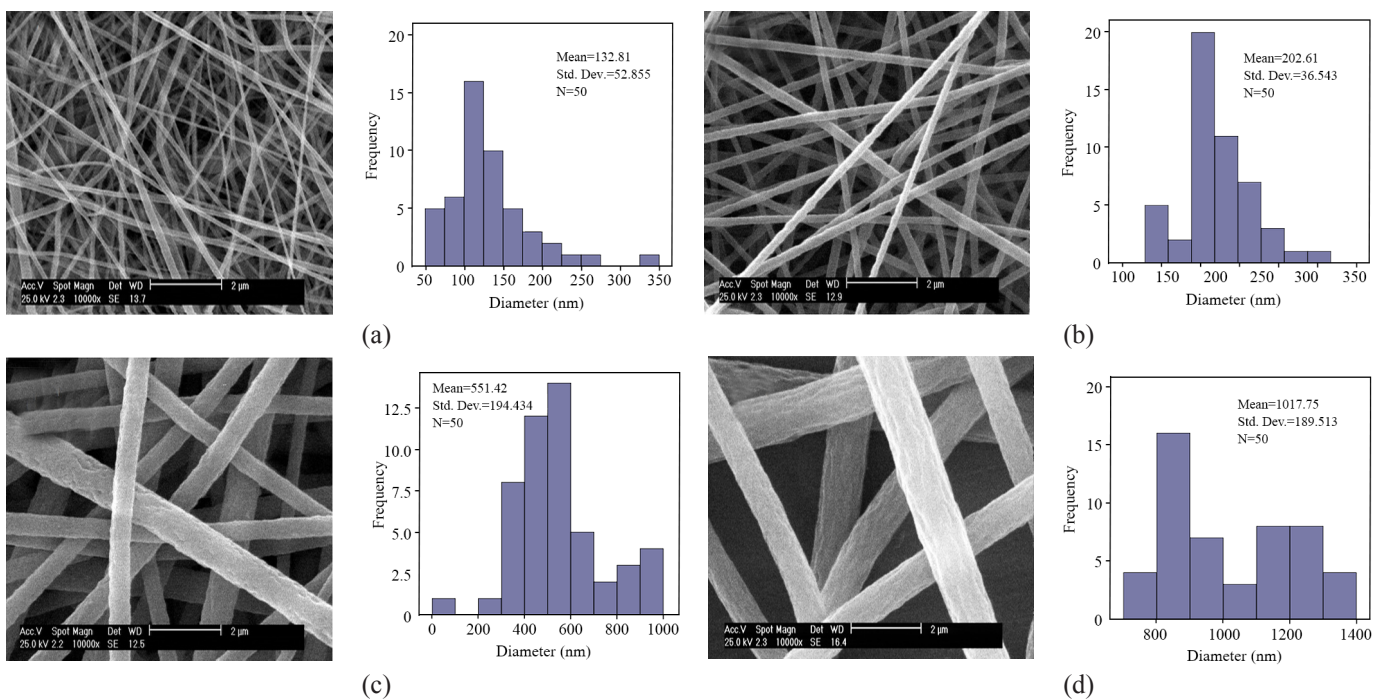 Acc.V Spot Magn Det WD 2 µm
25.0 kV 2.3 10000x SE 13.7
Frequency
20
15
10
5
0
Mean=132.81
Std. Dev.=52.855
N=50
50 100 150 200 250 300 350
Diameter (nm)
(a)
Acc.V Spot Magn Det WD 2 µm
25.0 kV 2.3 10000x SE 12.9
Frequency
20
15
10
5
0
Mean=202.61
Std. Dev.=36.543
N=50
100 150 200 200 250 300 350
Diameter (nm)
(b)
Acc.V Spot Magn Det WD 2 µm
25.0 kV 2.2 10000x SE 12.5
Frequency
12.5
10.0
7.5
5.0
2.5
0
Mean=551.42
Std. Dev.=194.434
N=50
0 200 400 600 800 1000
Diameter (nm)
(c)
Acc.V Spot Magn Det WD 2 µm
25.0 kV 2.3 10000x SE 16.4
Frequency
20
15
10
5
0
Mean=1017.75
Std. Dev.=189.513
N=50
800 1000 1200 1400
Diameter (nm)
(d)